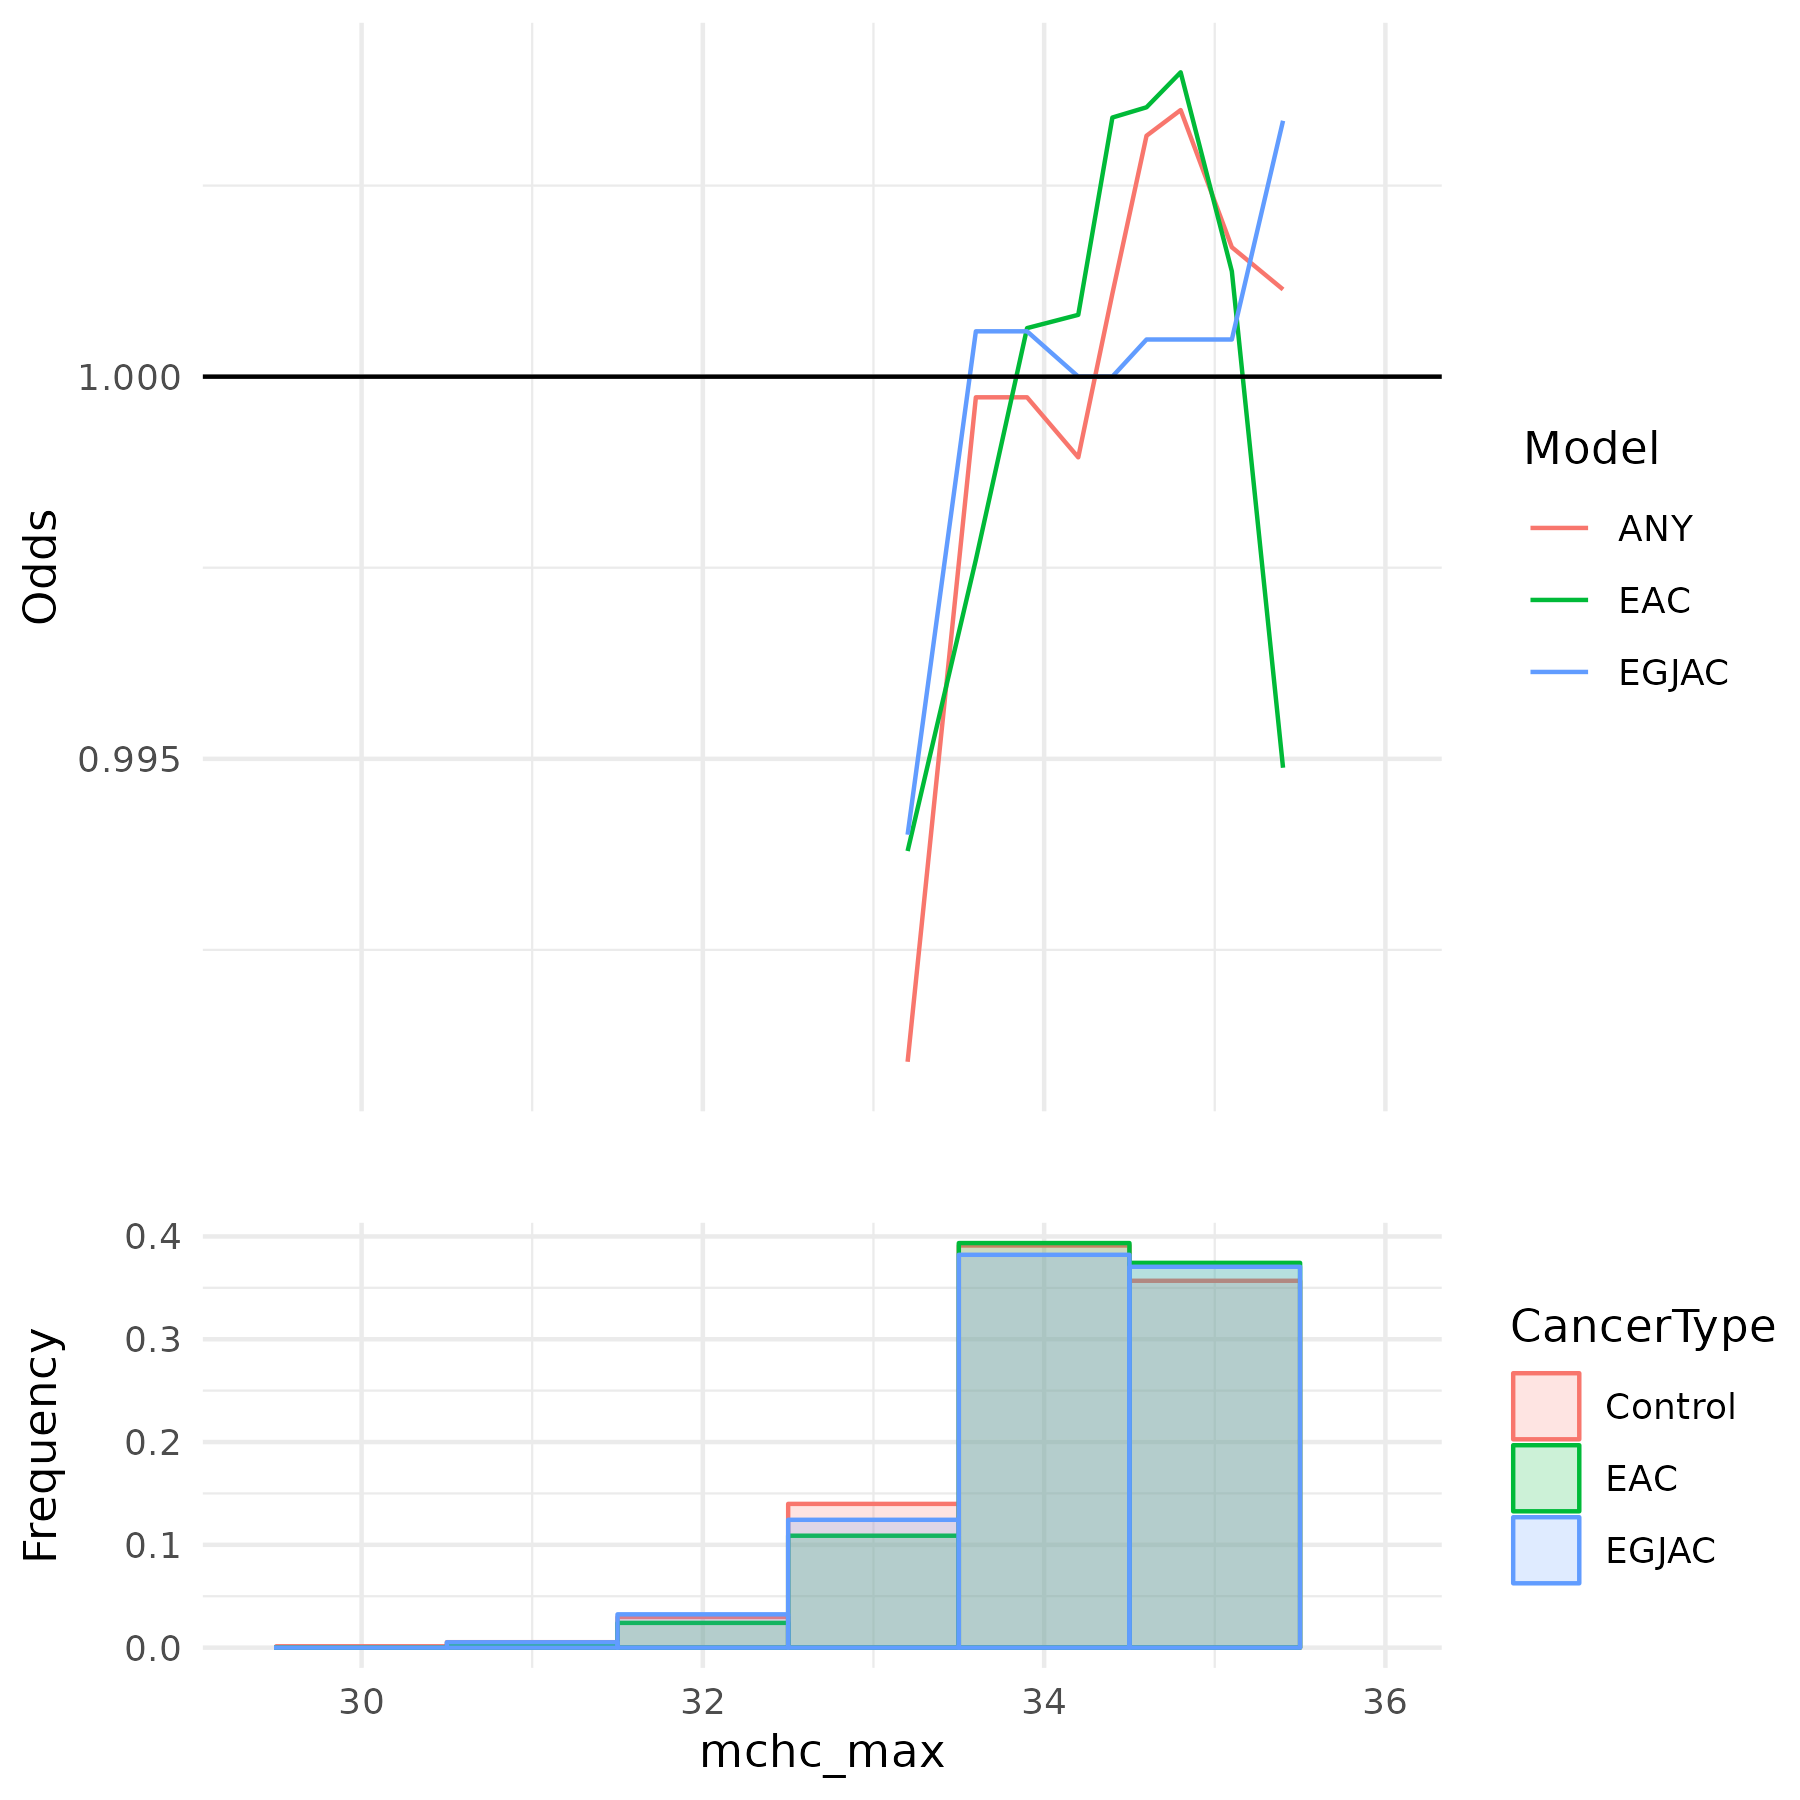 Odds
1.000
0.995
Model
ANY
EAC
EGJAC
Frequency
0.4
0.3
0.2
0.1
0.0
30 32 34 36
mchc_max
CancerType
Control
EAC
EGJAC